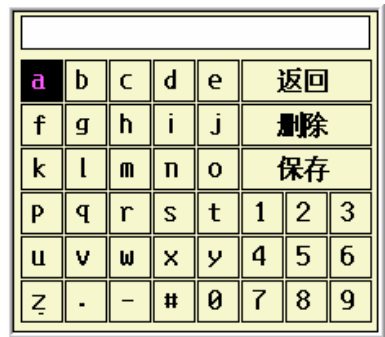 a b c d e 返回
f g h i j 删除
k l m n o 保存
p q r s t 1 2 3
u v w x y 4 5 6
z . - # 0 7 8 9